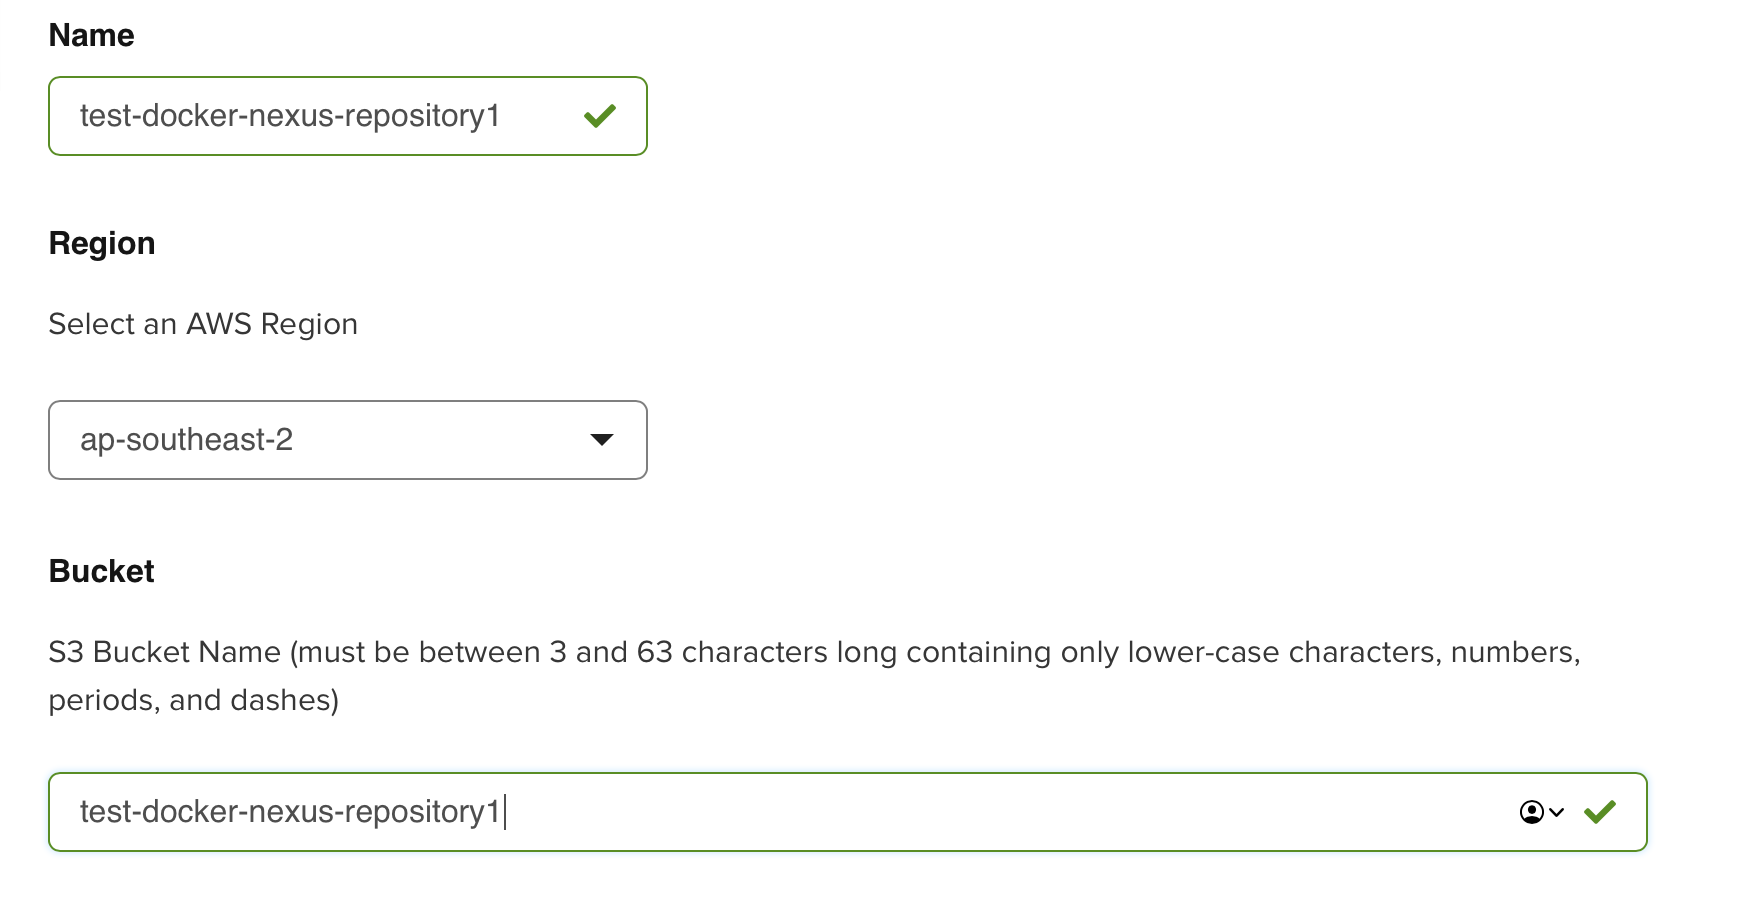 Name
test-docker-nexus-repository1
Region
Select an AWS Region
ap-southeast-2
Bucket
S3 Bucket Name (must be between 3 and 63 characters long containing only lower-case characters, numbers,
periods, and dashes)
test-docker-nexus-repository1